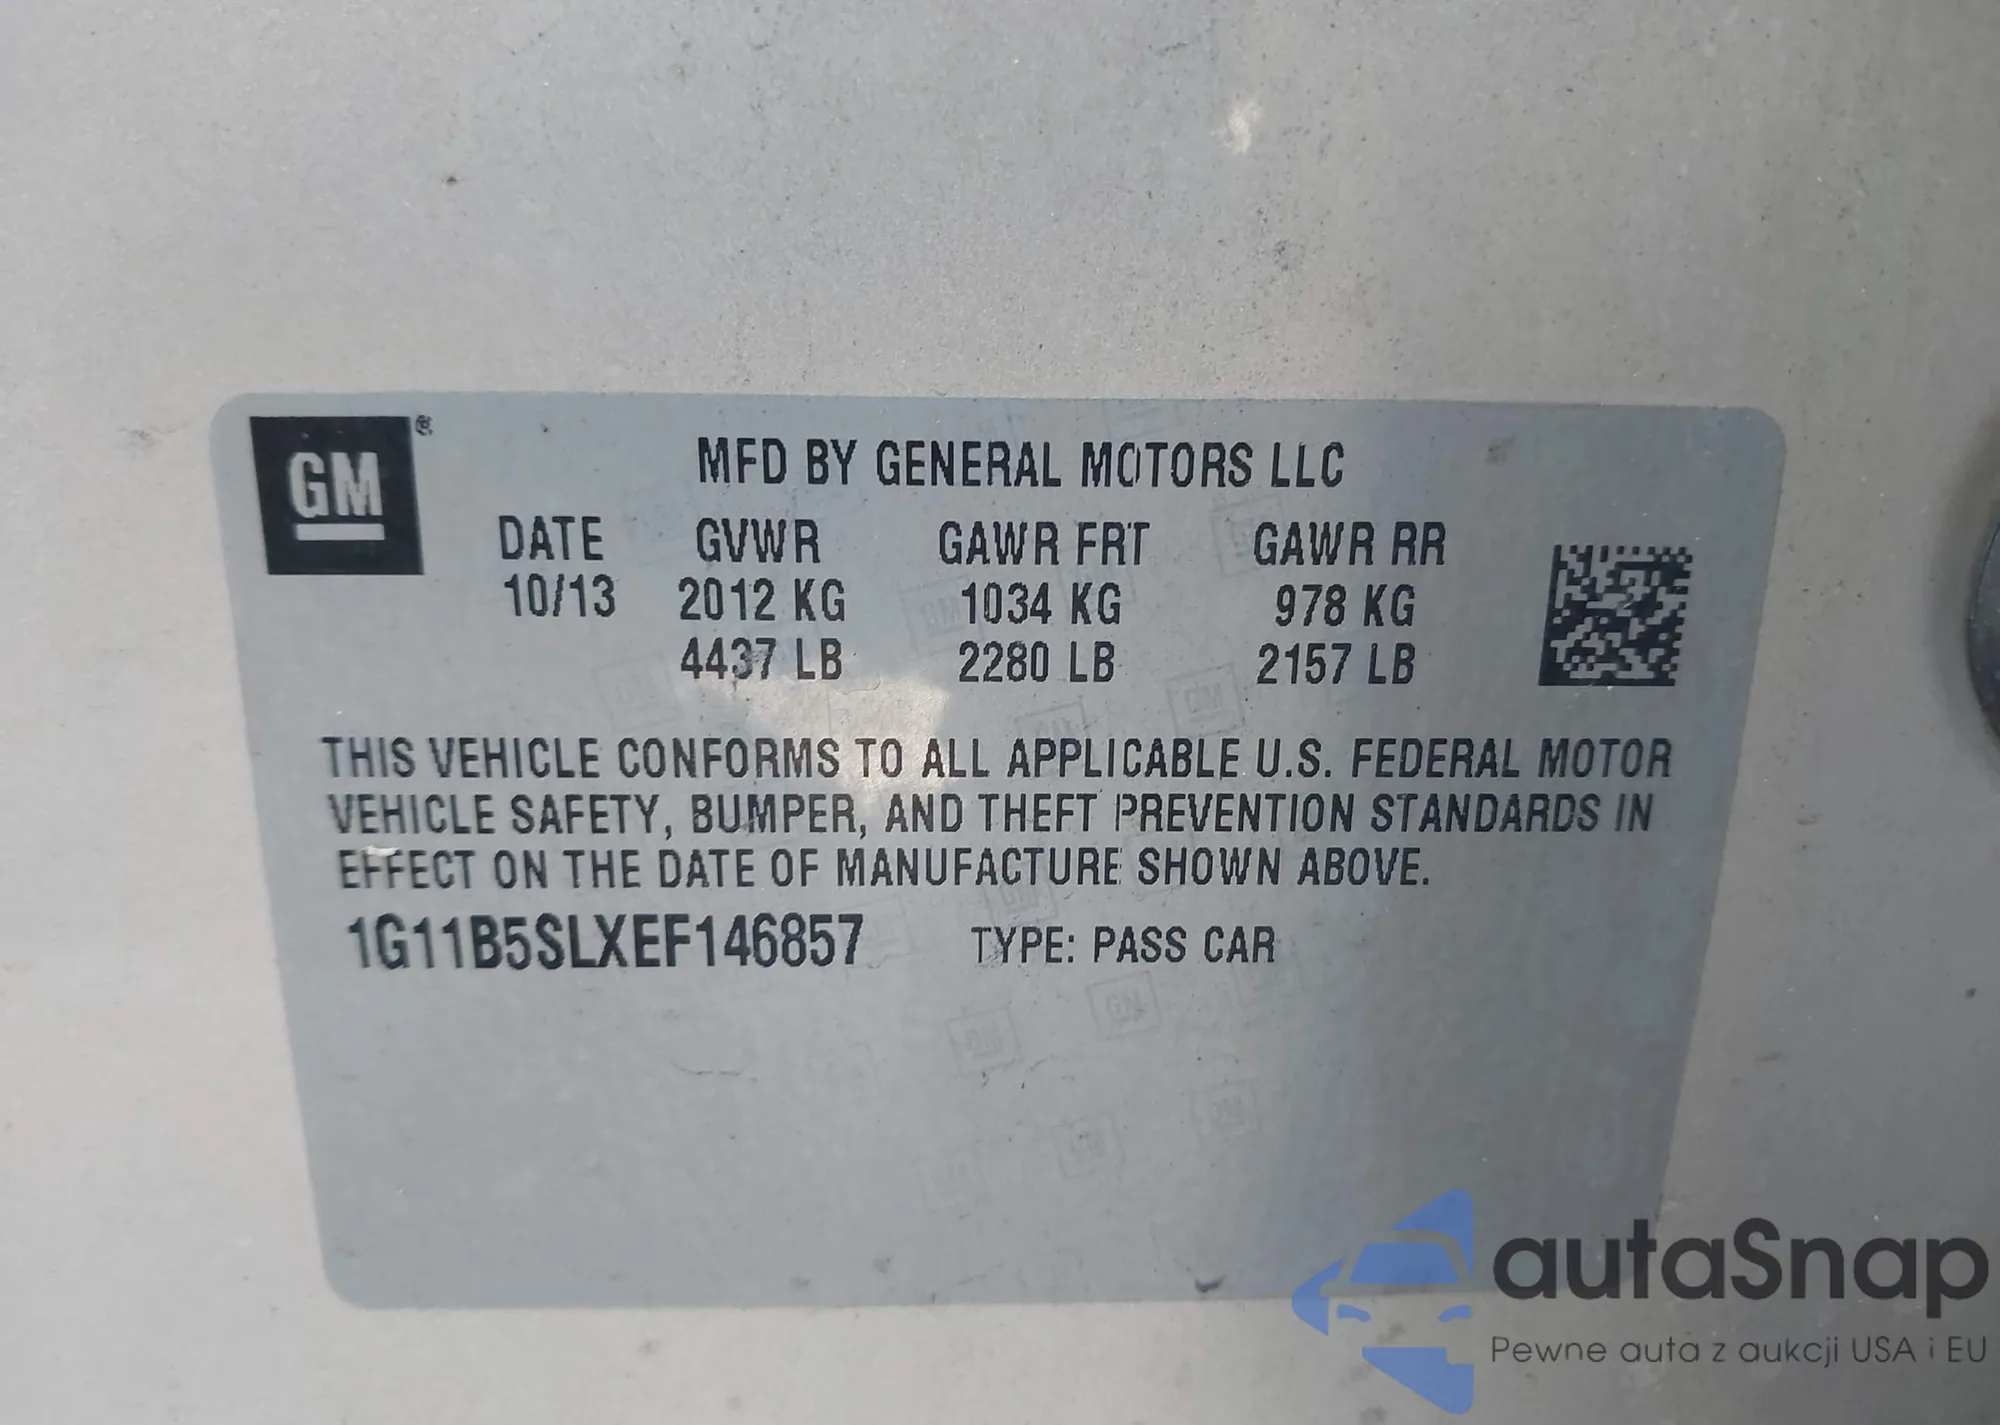 GM ®
MFD BY GENERAL MOTORS LLC
DATE GVWR GAWR FRT GAWR RR
10/13 2012 KG 1034 KG 978 KG
4437 LB 2280 LB 2157 LB
THIS VEHICLE CONFORMS TO ALL APPLICABLE U.S. FEDERAL MOTOR
VEHICLE SAFETY, BUMPER, AND THEFT PREVENTION STANDARDS IN
EFFECT ON THE DATE OF MANUFACTURE SHOWN ABOVE.
1G11B5SLXEF146857 TYPE: PASS CAR
autaSnap
Pewne auta z aukcji USA i EU